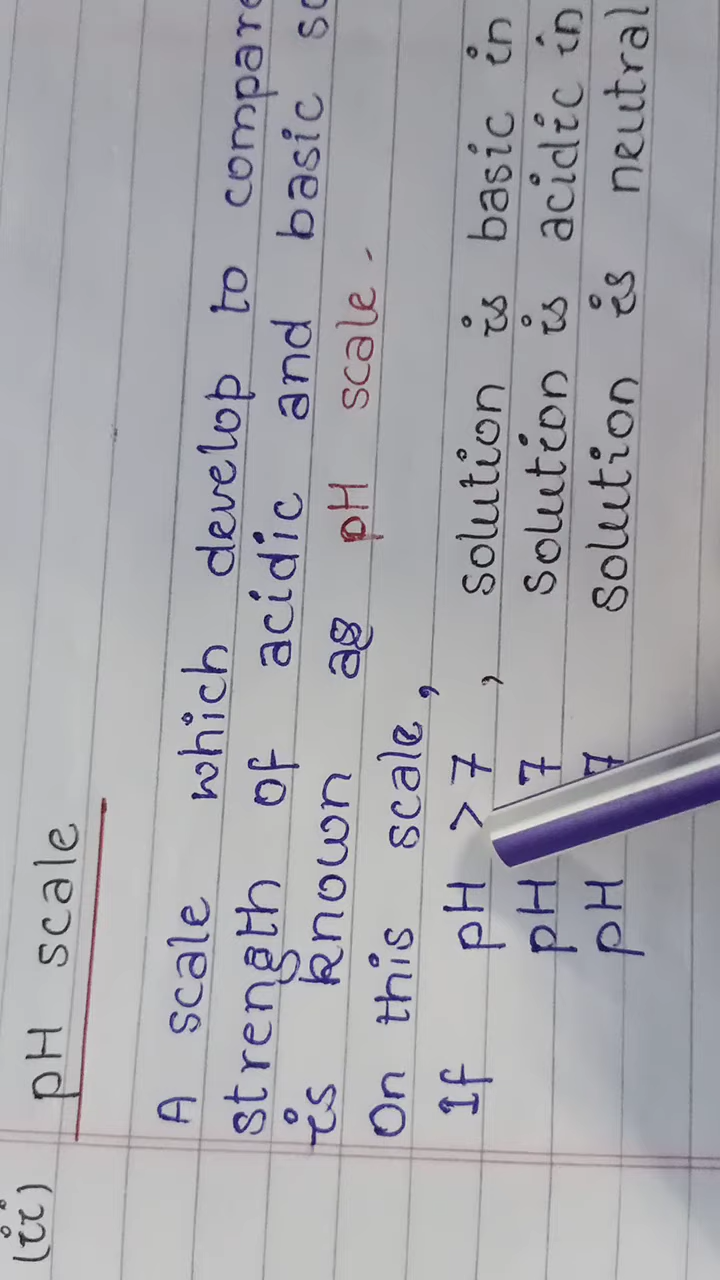 (ii) pH scale
A scale which develop to compare
strength of acidic and basic so
is known as pH scale.
On this scale,
If pH > 7 , solution is basic in
pH 7 solution is acidic in
pH 7 solution is neutral